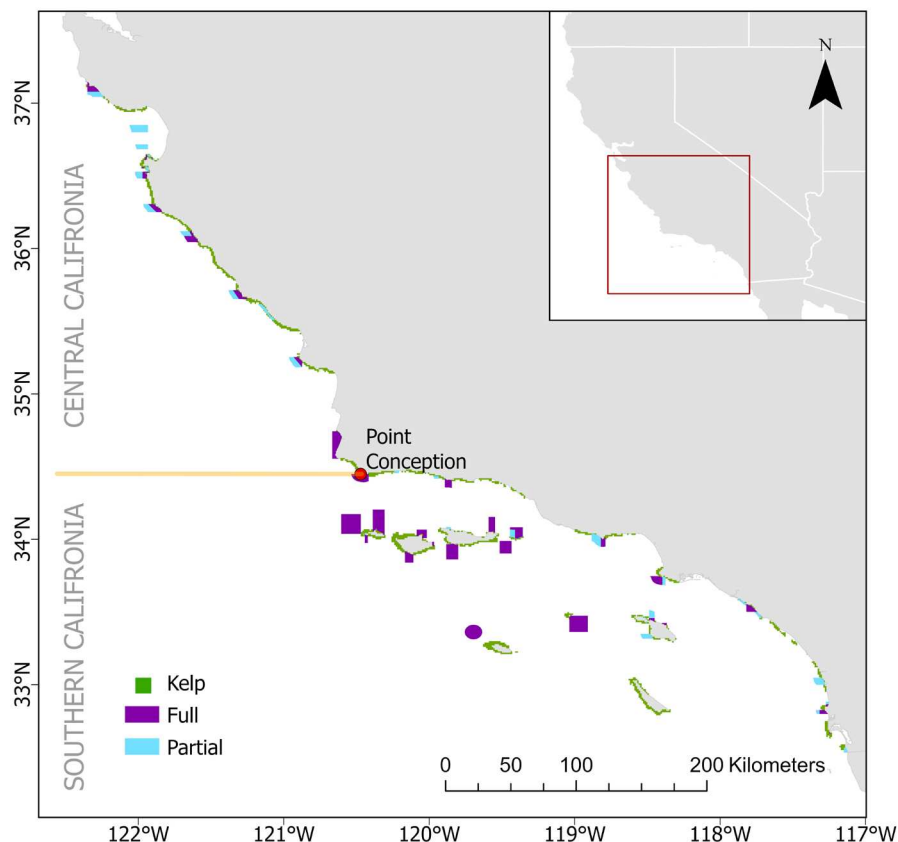 N
37°N
36°N
35°N
34°N
33°N
CENTRAL CALIFRONIA
SOUTHERN CALIFRONIA
Point
Conception
Kelp
Full
Partial
0 50 100 200 Kilometers
122°W 121°W 120°W 119°W 118°W 117°W